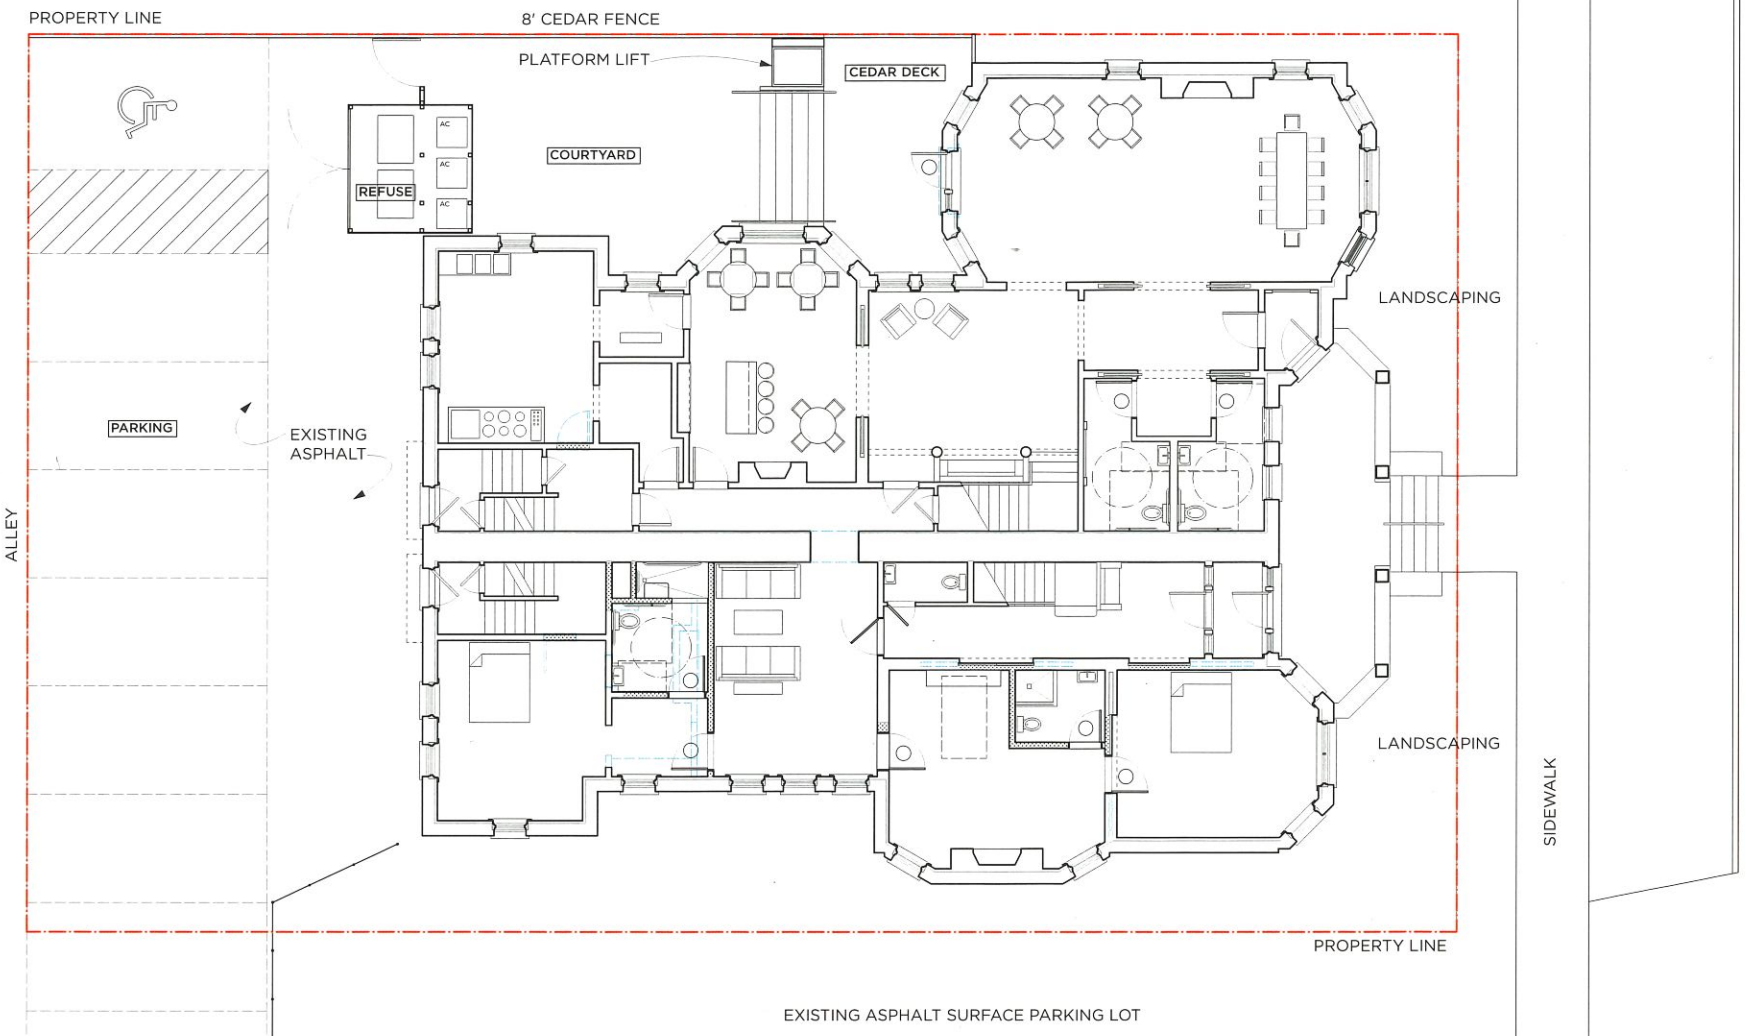 PROPERTY LINE
8' CEDAR FENCE
PLATFORM LIFT
CEDAR DECK
AC
COURTYARD
AC
REFUSE
AC
LANDSCAPING
PARKING
EXISTING
ASPHALT
ALLEY
LANDSCAPING
SIDEWALK
PROPERTY LINE
EXISTING ASPHALT SURFACE PARKING LOT